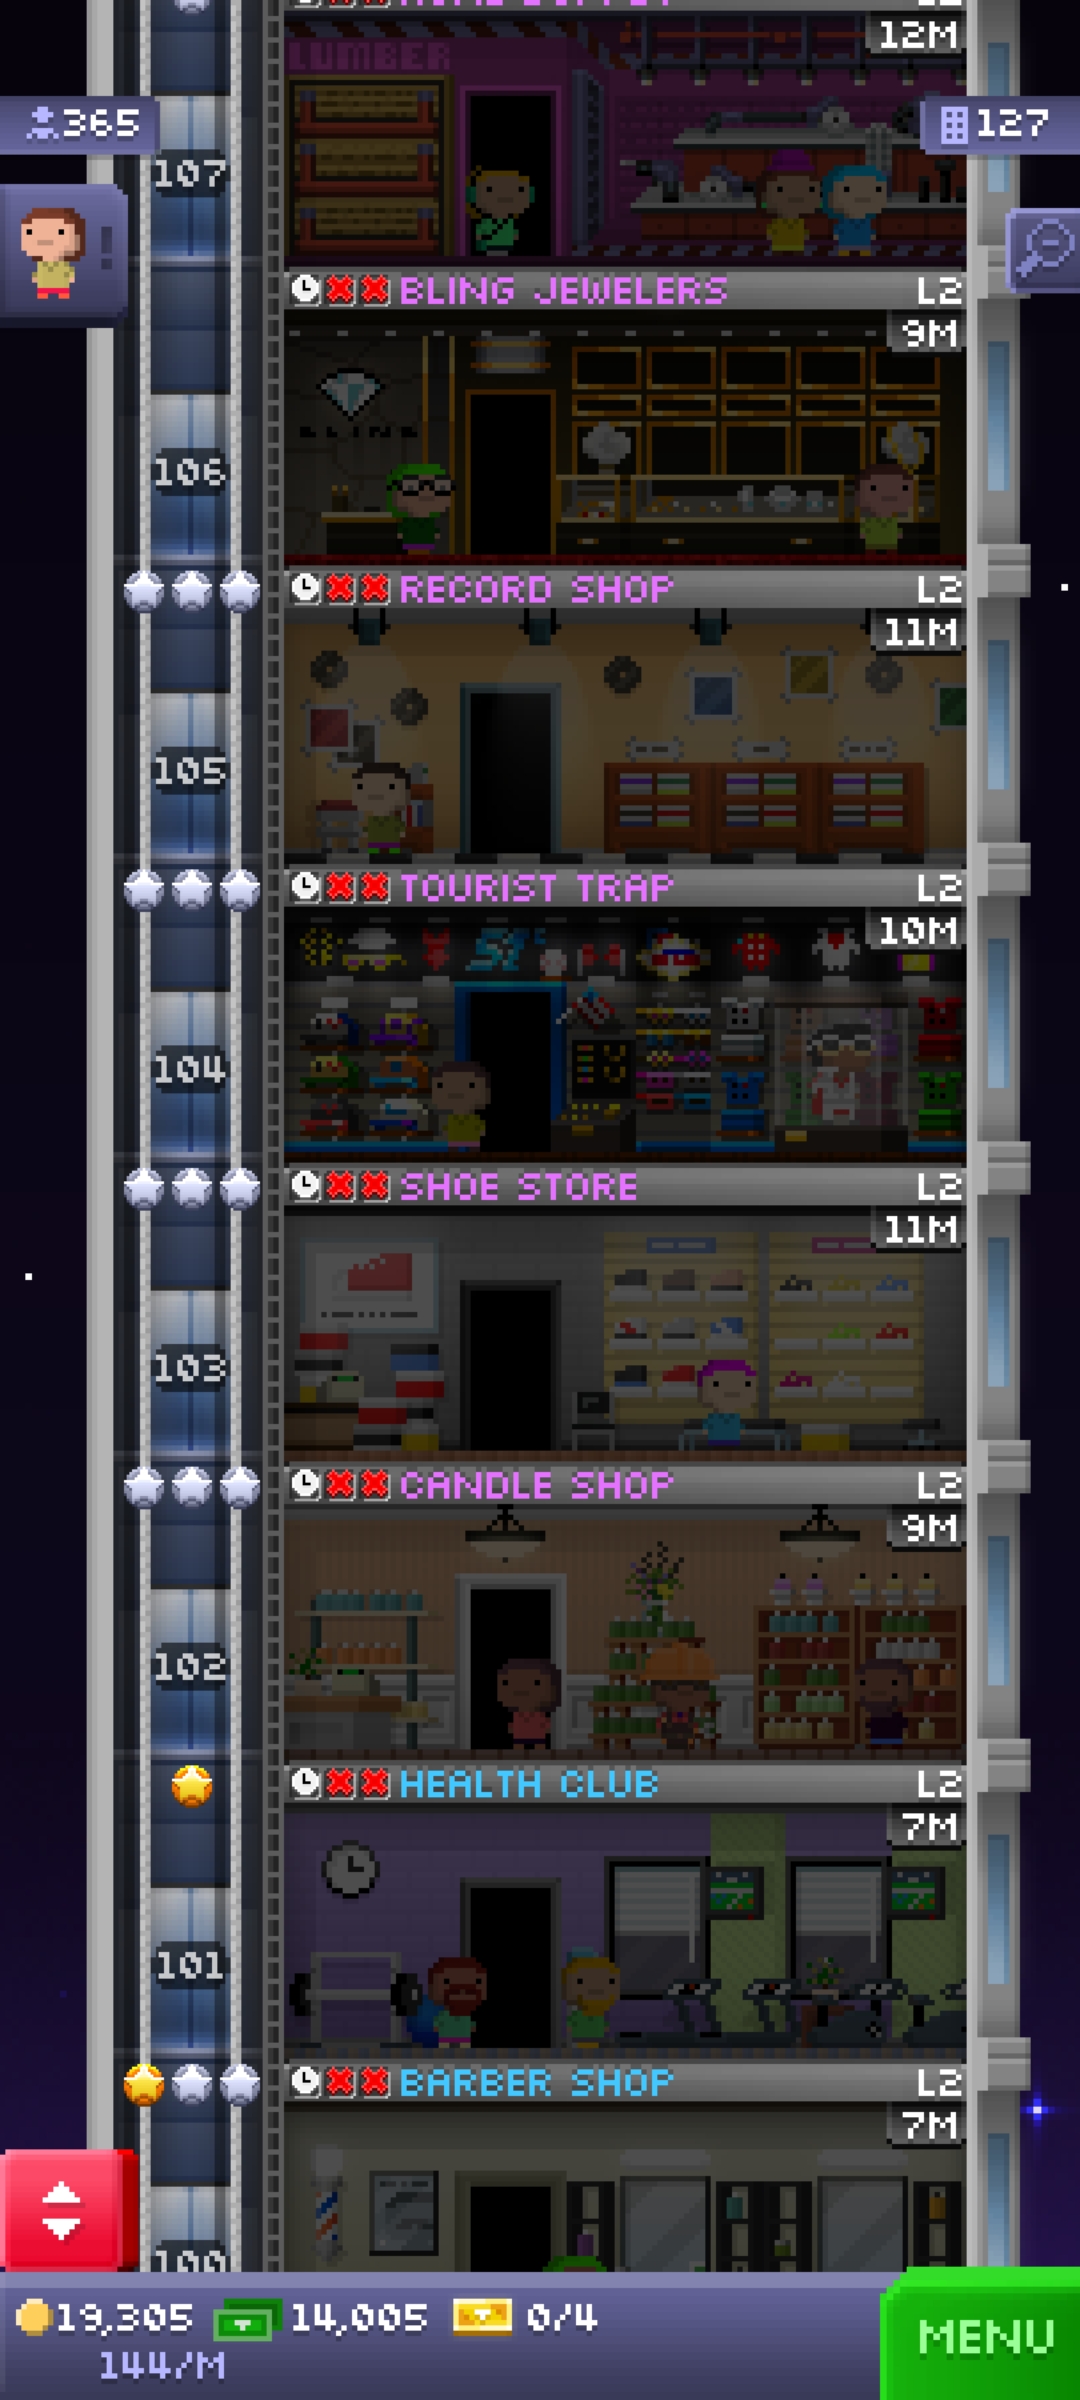 L2
12M
LUMBER
365
127
107
!
BLING JEWELERS L2
9M
BLING
106
RECORD SHOP L2
11M
105
TOURIST TRAP L2
10M
104
SHOE STORE L2
11M
103
CANDLE SHOP L2
9M
102
HEALTH CLUB L2
7M
101
BARBER SHOP L2
7M
100
19,305 14,005 0/4
144/M
MENU